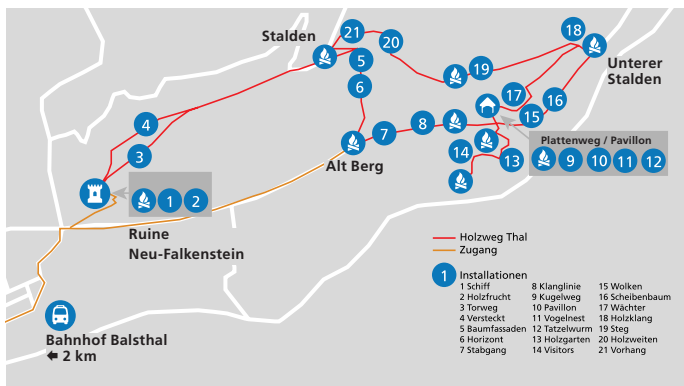 21
18
Stalden
20
Unterer
Stalden
5
19
6
17
16
15
4
8
7
Plattenweg / Pavillon
3
Alt Berg
14
13
9 10 11 12
1 2
Ruine
Neu-Falkenstein
Holzweg Thal
Zugang
1 Installationen
1 Schiff
2 Holzfrucht
3 Torweg
4 Versteckt
5 Baumfassaden
6 Horizont
7 Stabgang
8 Klanglinie
9 Kugelweg
10 Pavillon
11 Vogelnest
12 Tatzelwurm
13 Holzgarten
14 Visitors
15 Wolken
16 Scheibenbaum
17 Wächter
18 Holzklang
19 Steg
20 Holzweiten
21 Vorhang
Bahnhof Balsthal
🡸 2 km